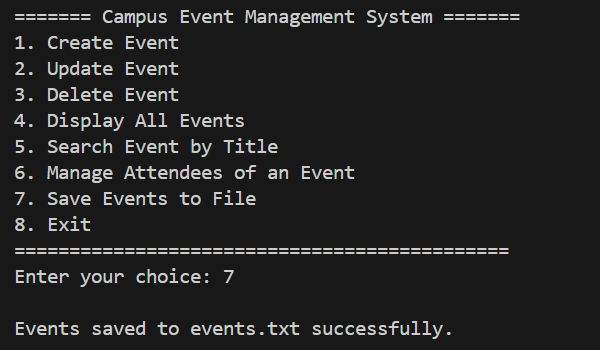 ======= Campus Event Management System =======
1. Create Event
2. Update Event
3. Delete Event
4. Display All Events
5. Search Event by Title
6. Manage Attendees of an Event
7. Save Events to File
8. Exit
=============================================
Enter your choice: 7
Events saved to events.txt successfully.